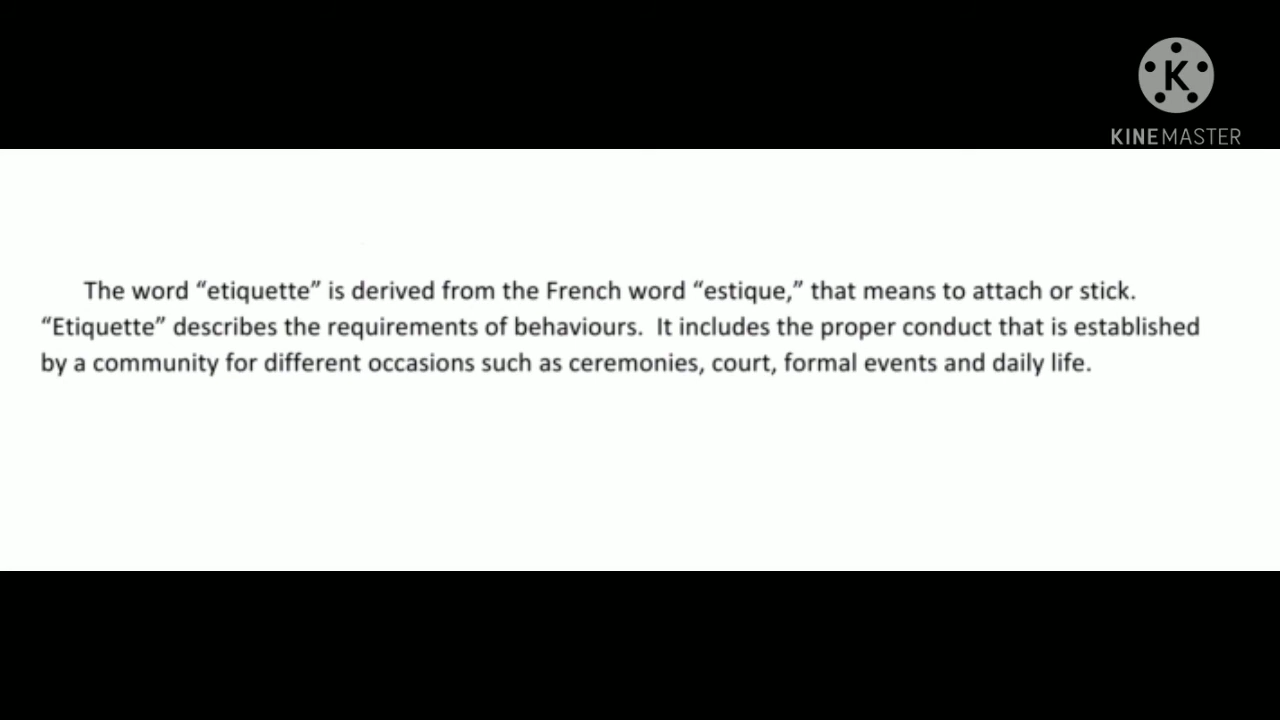 K
KINEMASTER
The word “etiquette” is derived from the French word “estique,” that means to attach or stick.
“Etiquette” describes the requirements of behaviours.  It includes the proper conduct that is established
by a community for different occasions such as ceremonies, court, formal events and daily life.